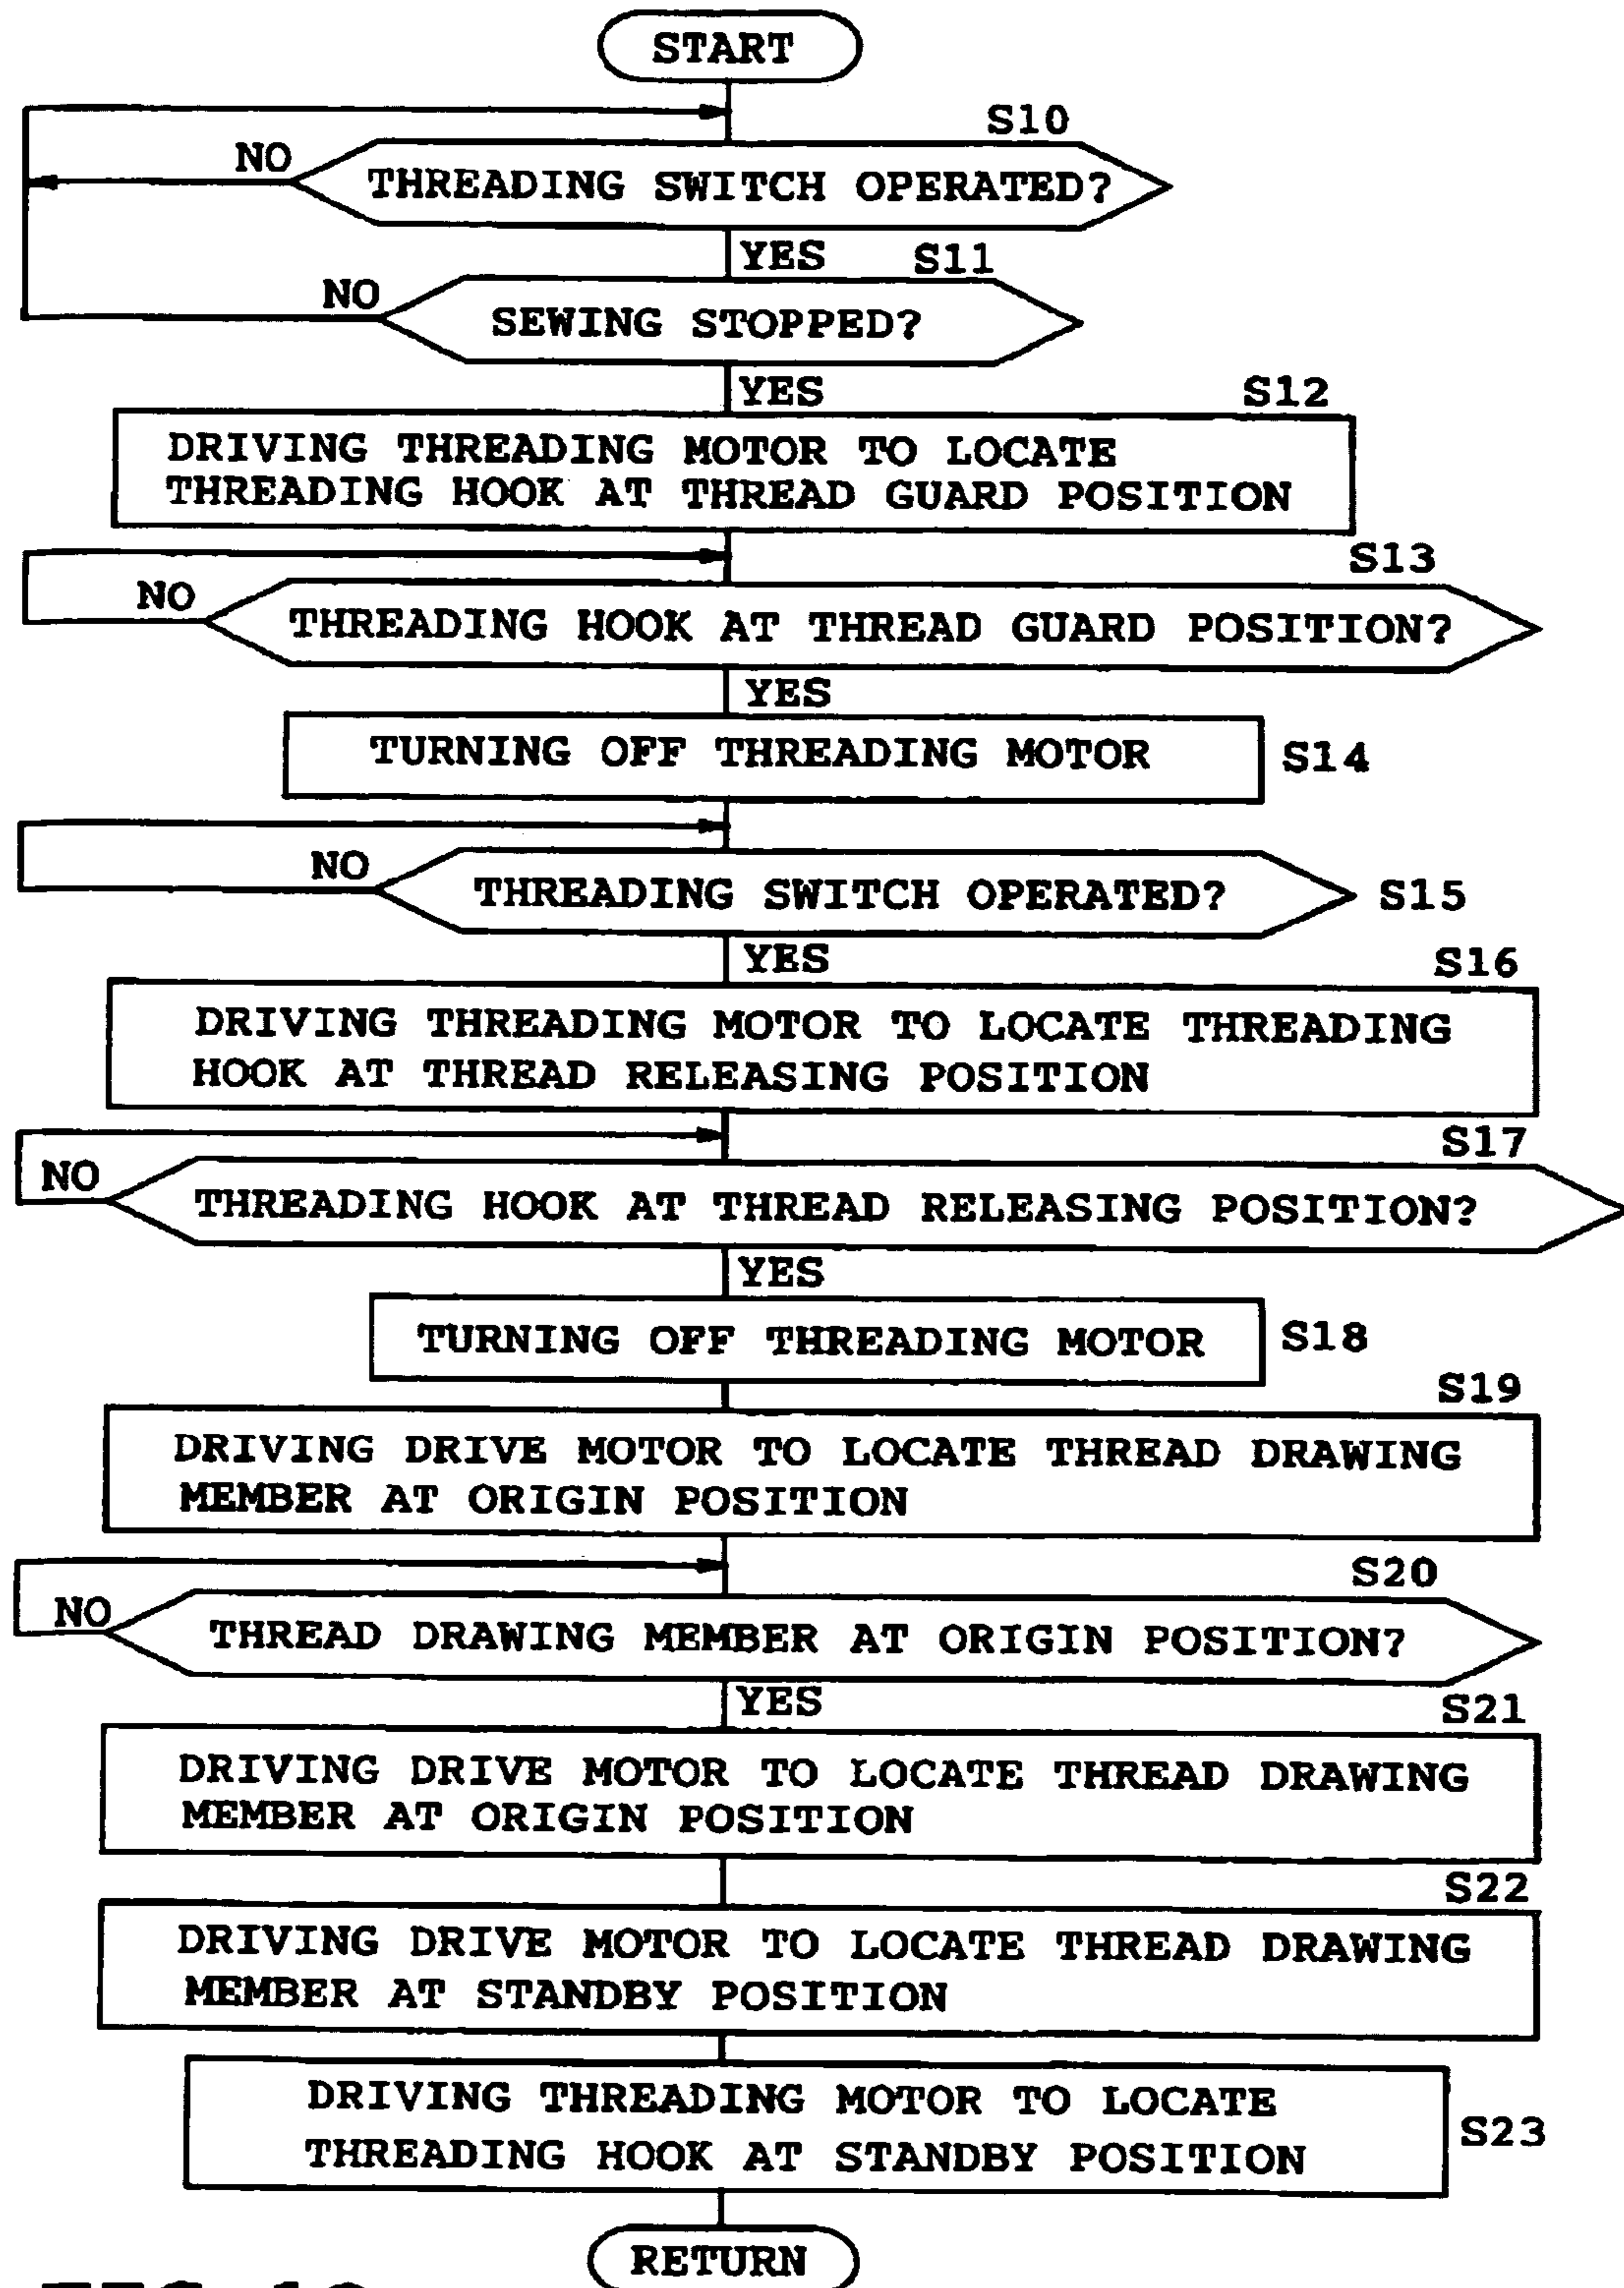 START
S10
NO
THREADING SWITCH OPERATED?
YES
S11
NO
SEWING STOPPED?
YES
S12
DRIVING THREADING MOTOR TO LOCATE
THREADING HOOK AT THREAD GUARD POSITION
S13
NO
THREADING HOOK AT THREAD GUARD POSITION?
YES
TURNING OFF THREADING MOTOR
S14
NO
THREADING SWITCH OPERATED?
S15
YES
S16
DRIVING THREADING MOTOR TO LOCATE THREADING
HOOK AT THREAD RELEASING POSITION
S17
NO
THREADING HOOK AT THREAD RELEASING POSITION?
YES
TURNING OFF THREADING MOTOR
S18
S19
DRIVING DRIVE MOTOR TO LOCATE THREAD DRAWING
MEMBER AT ORIGIN POSITION
S20
NO
THREAD DRAWING MEMBER AT ORIGIN POSITION?
YES
S21
DRIVING DRIVE MOTOR TO LOCATE THREAD DRAWING
MEMBER AT ORIGIN POSITION
S22
DRIVING DRIVE MOTOR TO LOCATE THREAD DRAWING
MEMBER AT STANDBY POSITION
DRIVING THREADING MOTOR TO LOCATE
THREADING HOOK AT STANDBY POSITION
S23
RETURN